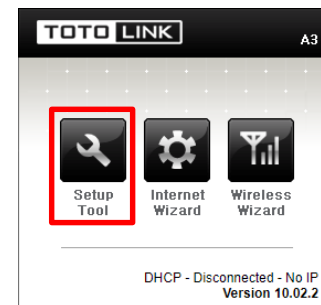 TOTO LINK
A3
Setup Tool
Internet Wizard
Wireless Wizard
DHCP - Disconnected - No IP
Version 10.02.2